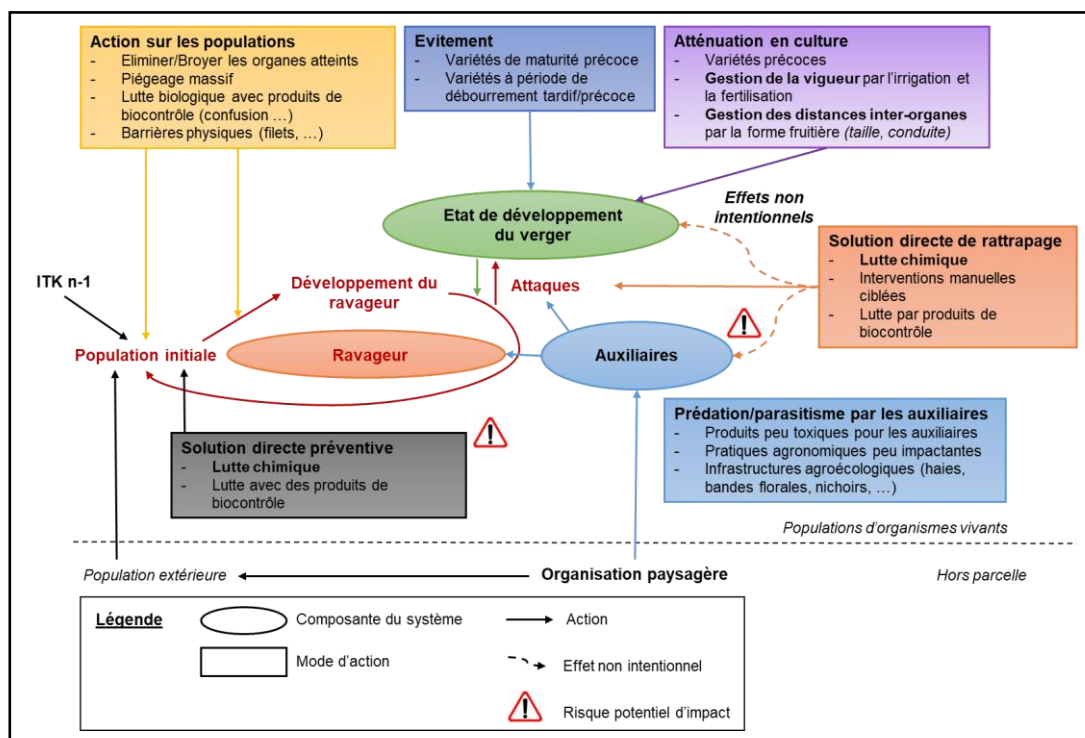 Action sur les populations
- Eliminer/Broyer les organes atteints
- Piégeage massif
- Lutte biologique avec produits de
biocontrôle (confusion …)
- Barrières physiques (filets, …)
Evitement
- Variétés de maturité précoce
- Variétés à période de
débourrement tardif/précoce
Atténuation en culture
- Variétés précoces
- Gestion de la vigueur par l'irrigation et
la fertilisation
- Gestion des distances inter-organes
par la forme fruitière (taille, conduite)
Effets non
intentionnels
Etat de développement
du verger
Solution directe de rattrapage
- Lutte chimique
- Interventions manuelles
ciblées
- Lutte par produits de
biocontrôle
ITK n-1
Développement du
ravageur
Attaques
Population initiale
Ravageur
Auxiliaires
Solution directe préventive
- Lutte chimique
- Lutte avec des produits de
biocontrôle
Prédation/parasitisme par les auxiliaires
- Produits peu toxiques pour les auxiliaires
- Pratiques agronomiques peu impactantes
- Infrastructures agroécologiques (haies,
bandes florales, nichoirs, …)
Populations d'organismes vivants
Population extérieure
Organisation paysagère
Hors parcelle
Légende
Composante du système
Action
Mode d'action
Effet non intentionnel
Risque potentiel d'impact